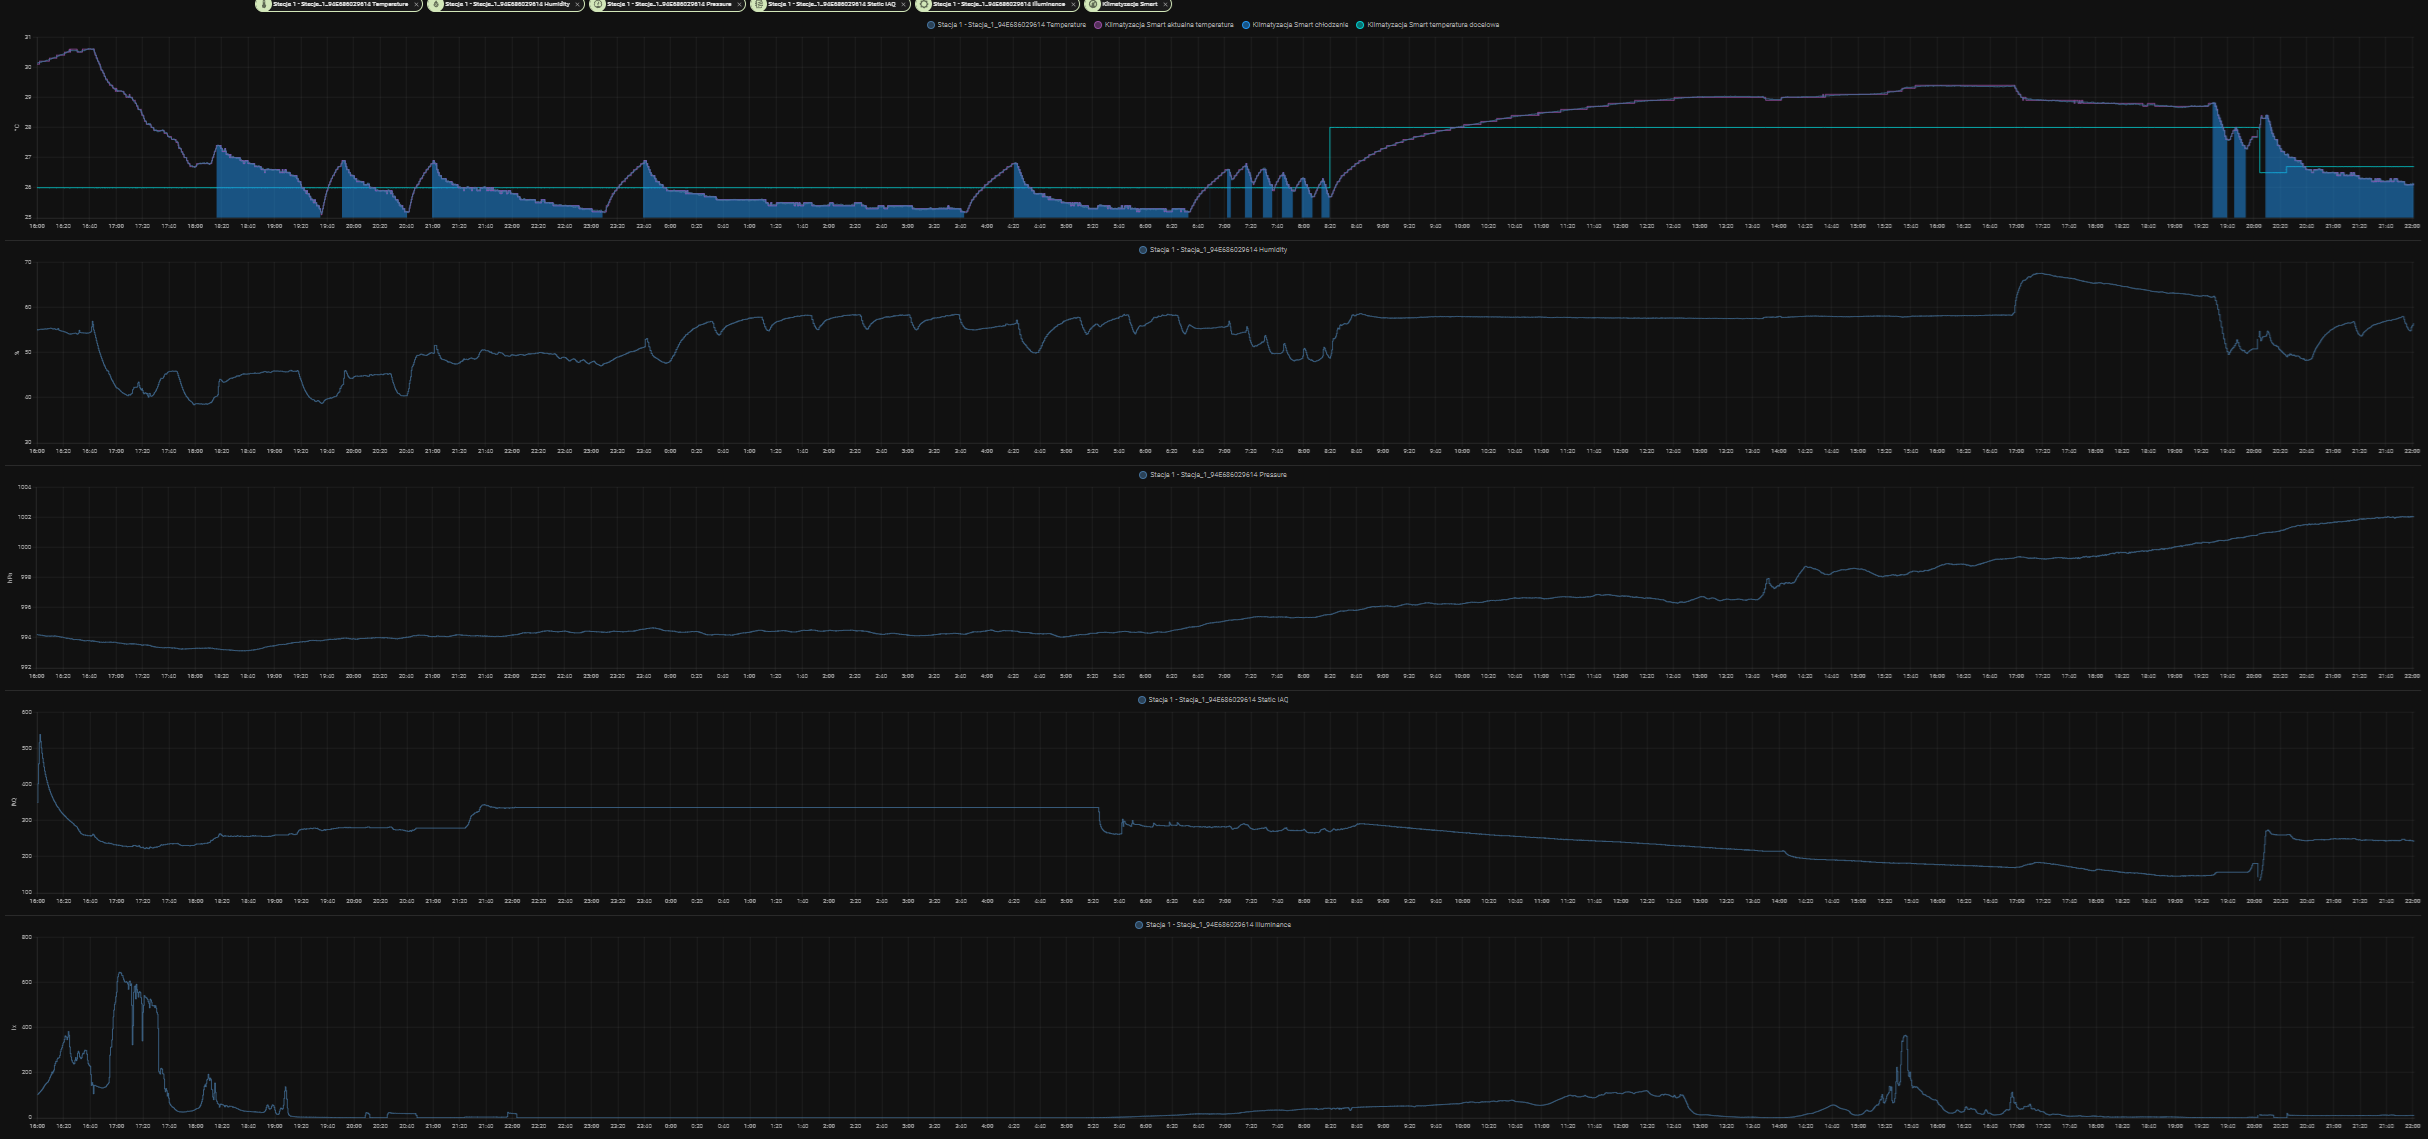 Stacja 1 - Stacja_1_94E686029614 Temperature × Stacja 1 - Stacja_1_94E686029614 Humidity × Stacja 1 - Stacja_1_94E686029614 Pressure × Stacja 1 - Stacja_1_94E686029614 Static IAQ × Stacja 1 - Stacja_1_94E686029614 Illuminance × Klimatyzacja Smart ×
Stacja 1 - Stacja_1_94E686029614 Temperature Klimatyzacja Smart aktualna temperatura Klimatyzacja Smart chłodzenie Klimatyzacja Smart temperatura docelowa
31
30
29
°C
28
27
26
25
16:00 16:20 16:40 17:00 17:20 17:40 18:00 18:20 18:40 19:00 19:20 19:40 20:00 20:20 20:40 21:00 21:20 21:40 22:00 22:20 22:40 23:00 23:20 23:40 0:00 0:20 0:40 1:00 1:20 1:40 2:00 2:20 2:40 3:00 3:20 3:40 4:00 4:20 4:40 5:00 5:20 5:40 6:00 6:20 6:40 7:00 7:20 7:40 8:00 8:20 8:40 9:00 9:20 9:40 10:00 10:20 10:40 11:00 11:20 11:40 12:00 12:20 12:40 13:00 13:20 13:40 14:00 14:20 14:40 15:00 15:20 15:40 16:00 16:20 16:40 17:00 17:20 17:40 18:00 18:20 18:40 19:00 19:20 19:40 20:00 20:20 20:40 21:00 21:20 21:40 22:00
Stacja 1 - Stacja_1_94E686029614 Humidity
70
60
%
50
40
30
16:00 16:20 16:40 17:00 17:20 17:40 18:00 18:20 18:40 19:00 19:20 19:40 20:00 20:20 20:40 21:00 21:20 21:40 22:00 22:20 22:40 23:00 23:20 23:40 0:00 0:20 0:40 1:00 1:20 1:40 2:00 2:20 2:40 3:00 3:20 3:40 4:00 4:20 4:40 5:00 5:20 5:40 6:00 6:20 6:40 7:00 7:20 7:40 8:00 8:20 8:40 9:00 9:20 9:40 10:00 10:20 10:40 11:00 11:20 11:40 12:00 12:20 12:40 13:00 13:20 13:40 14:00 14:20 14:40 15:00 15:20 15:40 16:00 16:20 16:40 17:00 17:20 17:40 18:00 18:20 18:40 19:00 19:20 19:40 20:00 20:20 20:40 21:00 21:20 21:40 22:00
Stacja 1 - Stacja_1_94E686029614 Pressure
1004
1002
1000
hPa
998
996
994
992
16:00 16:20 16:40 17:00 17:20 17:40 18:00 18:20 18:40 19:00 19:20 19:40 20:00 20:20 20:40 21:00 21:20 21:40 22:00 22:20 22:40 23:00 23:20 23:40 0:00 0:20 0:40 1:00 1:20 1:40 2:00 2:20 2:40 3:00 3:20 3:40 4:00 4:20 4:40 5:00 5:20 5:40 6:00 6:20 6:40 7:00 7:20 7:40 8:00 8:20 8:40 9:00 9:20 9:40 10:00 10:20 10:40 11:00 11:20 11:40 12:00 12:20 12:40 13:00 13:20 13:40 14:00 14:20 14:40 15:00 15:20 15:40 16:00 16:20 16:40 17:00 17:20 17:40 18:00 18:20 18:40 19:00 19:20 19:40 20:00 20:20 20:40 21:00 21:20 21:40 22:00
Stacja 1 - Stacja_1_94E686029614 Static IAQ
600
500
400
IAQ
300
200
100
16:00 16:20 16:40 17:00 17:20 17:40 18:00 18:20 18:40 19:00 19:20 19:40 20:00 20:20 20:40 21:00 21:20 21:40 22:00 22:20 22:40 23:00 23:20 23:40 0:00 0:20 0:40 1:00 1:20 1:40 2:00 2:20 2:40 3:00 3:20 3:40 4:00 4:20 4:40 5:00 5:20 5:40 6:00 6:20 6:40 7:00 7:20 7:40 8:00 8:20 8:40 9:00 9:20 9:40 10:00 10:20 10:40 11:00 11:20 11:40 12:00 12:20 12:40 13:00 13:20 13:40 14:00 14:20 14:40 15:00 15:20 15:40 16:00 16:20 16:40 17:00 17:20 17:40 18:00 18:20 18:40 19:00 19:20 19:40 20:00 20:20 20:40 21:00 21:20 21:40 22:00
Stacja 1 - Stacja_1_94E686029614 Illuminance
800
600
lx
400
200
0
16:00 16:20 16:40 17:00 17:20 17:40 18:00 18:20 18:40 19:00 19:20 19:40 20:00 20:20 20:40 21:00 21:20 21:40 22:00 22:20 22:40 23:00 23:20 23:40 0:00 0:20 0:40 1:00 1:20 1:40 2:00 2:20 2:40 3:00 3:20 3:40 4:00 4:20 4:40 5:00 5:20 5:40 6:00 6:20 6:40 7:00 7:20 7:40 8:00 8:20 8:40 9:00 9:20 9:40 10:00 10:20 10:40 11:00 11:20 11:40 12:00 12:20 12:40 13:00 13:20 13:40 14:00 14:20 14:40 15:00 15:20 15:40 16:00 16:20 16:40 17:00 17:20 17:40 18:00 18:20 18:40 19:00 19:20 19:40 20:00 20:20 20:40 21:00 21:20 21:40 22:00